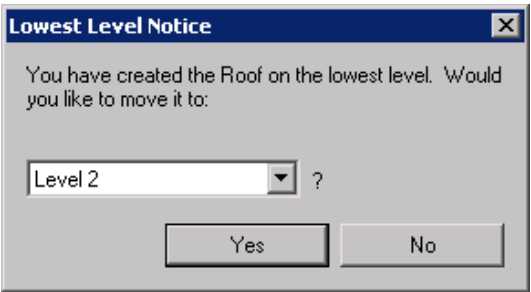 Lowest Level Notice
You have created the Roof on the lowest level.  Would
you like to move it to:
Level 2 ?
Yes No